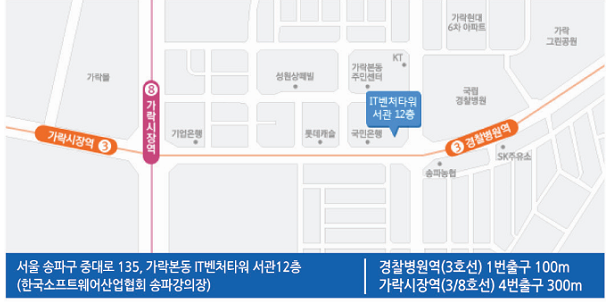 가락현대
6차 아파트
가락
그린공원
KT
가락몰
성원상떼빌
가락본동
주민센터
국립
경찰병원
8 가락시장역
IT벤처타워
서관 12층
가락시장역 3
기업은행
롯데캐슬
국민은행
3 경찰병원역
SK주유소
송파농협
서울 송파구 중대로 135, 가락본동 IT벤처타워 서관12층
(한국소프트웨어산업협회 송파강의장)
경찰병원역(3호선) 1번출구 100m
가락시장역(3/8호선) 4번출구 300m